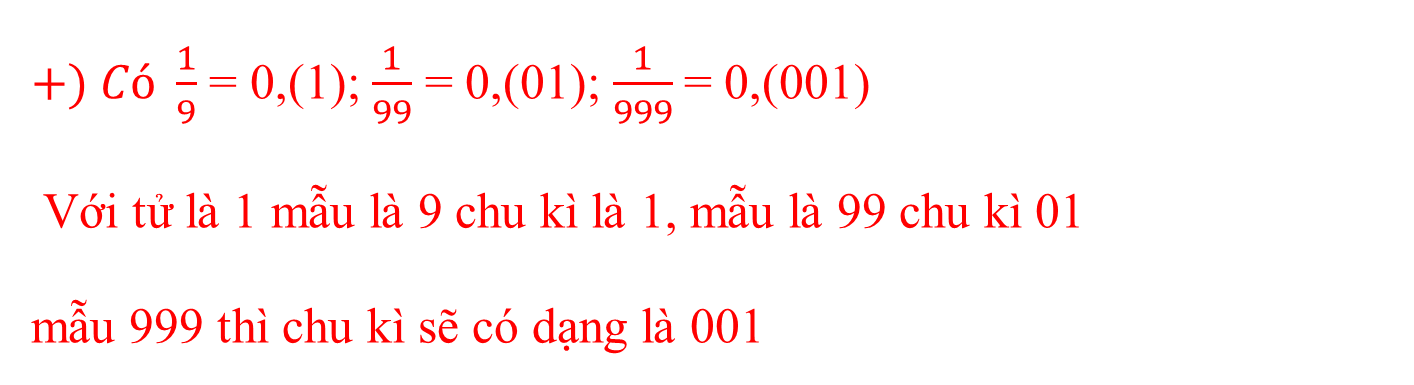 +) Có 1/9 = 0,(1); 1/99 = 0,(01); 1/999 = 0,(001)
Với tử là 1 mẫu là 9 chu kì là 1, mẫu là 99 chu kì 01
mẫu 999 thì chu kì sẽ có dạng là 001